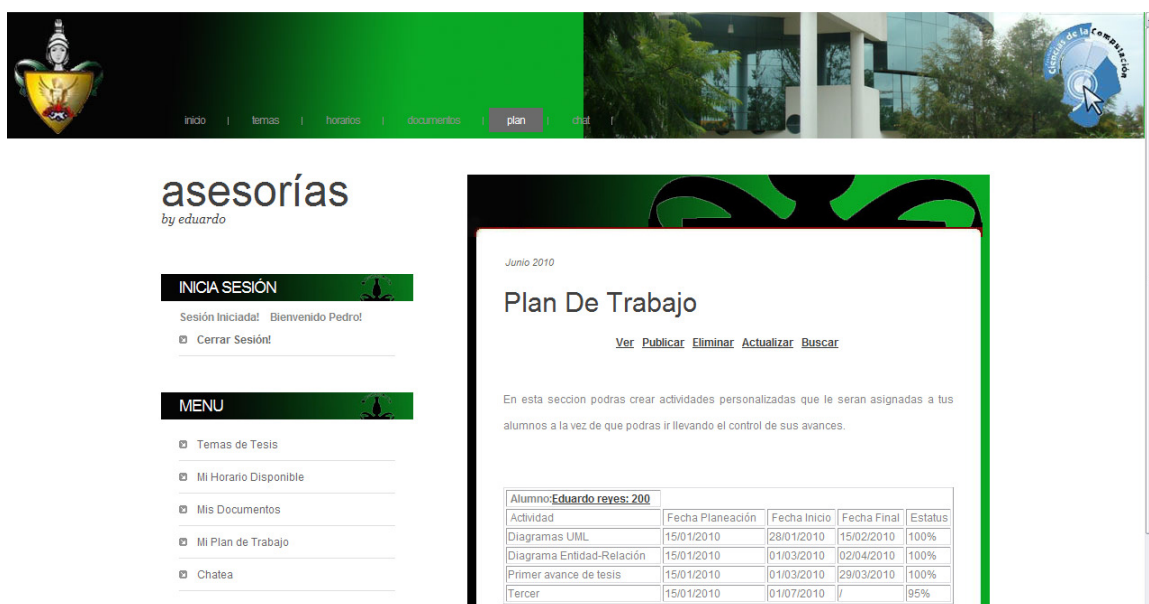 Ciencias de la Computación
inicio | temas | horarios | documentos | plan | chat |
asesorías
by eduardo
INICIA SESIÓN
Sesión Iniciada! Bienvenido Pedro!
Cerrar Sesión!
MENU
Temas de Tesis
Mi Horario Disponible
Mis Documentos
Mi Plan de Trabajo
Chatea
Junio 2010
Plan De Trabajo
Ver Publicar Eliminar Actualizar Buscar
En esta seccion podras crear actividades personalizadas que le seran asignadas a tus
alumnos a la vez de que podras ir llevando el control de sus avances.
Alumno:Eduardo reyes: 200
Actividad Fecha Planeación Fecha Inicio Fecha Final Estatus
Diagramas UML 15/01/2010 28/01/2010 15/02/2010 100%
Diagrama Entidad-Relación 15/01/2010 01/03/2010 02/04/2010 100%
Primer avance de tesis 15/01/2010 01/03/2010 29/03/2010 100%
Tercer 15/01/2010 01/07/2010 / 95%